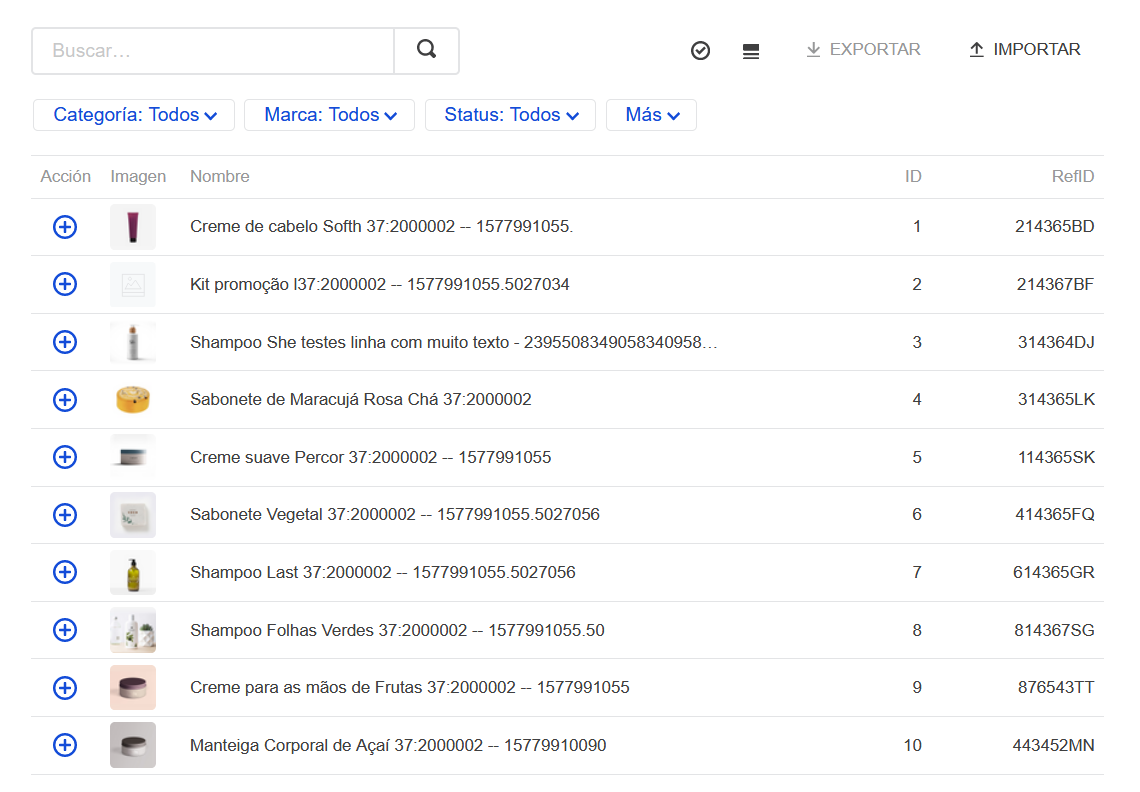 Buscar...
EXPORTAR
IMPORTAR
Categoría: Todos
Marca: Todos
Status: Todos
Más
Acción Imagen Nombre ID RefID
Creme de cabelo Softh 37:2000002 -- 1577991055. 1 214365BD
Kit promoção l37:2000002 -- 1577991055.5027034 2 214367BF
Shampoo She testes linha com muito texto - 2395508349058340958... 3 314364DJ
Sabonete de Maracujá Rosa Chá 37:2000002 4 314365LK
Creme suave Percor 37:2000002 -- 1577991055 5 114365SK
Sabonete Vegetal 37:2000002 -- 1577991055.5027056 6 414365FQ
Shampoo Last 37:2000002 -- 1577991055.5027056 7 614365GR
Shampoo Folhas Verdes 37:2000002 -- 1577991055.50 8 814367SG
Creme para as mãos de Frutas 37:2000002 -- 1577991055 9 876543TT
Manteiga Corporal de Açaí 37:2000002 -- 15779910090 10 443452MN